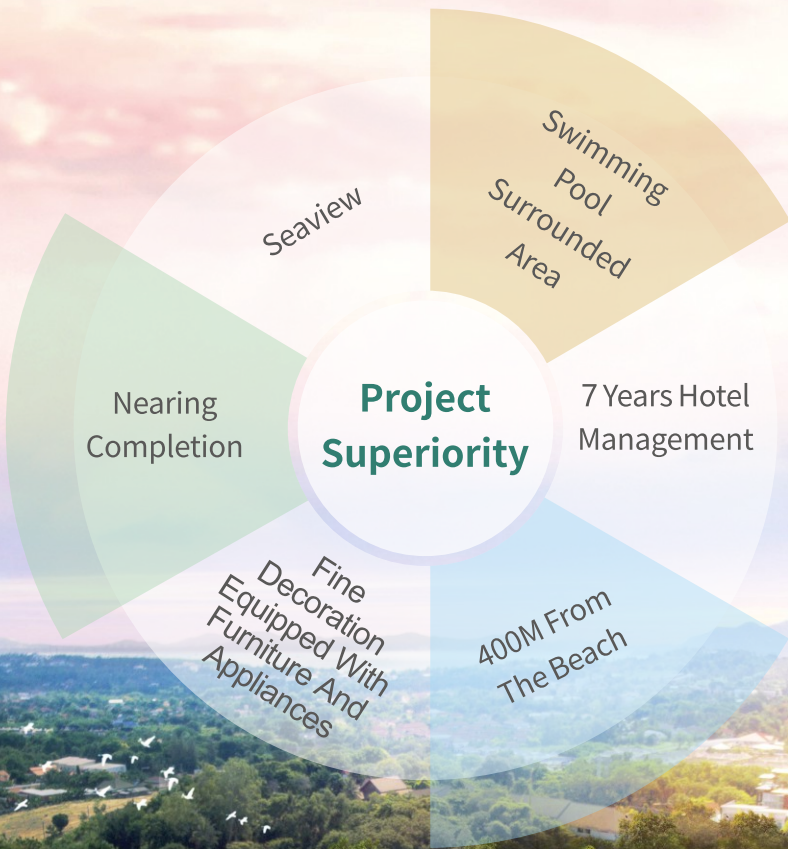 Project
Superiority
Swimming
Pool
Surrounded
Area
7 Years Hotel
Management
400M From
The Beach
Fine
Decoration
Equipped With
Furniture And
Appliances
Nearing
Completion
Seaview